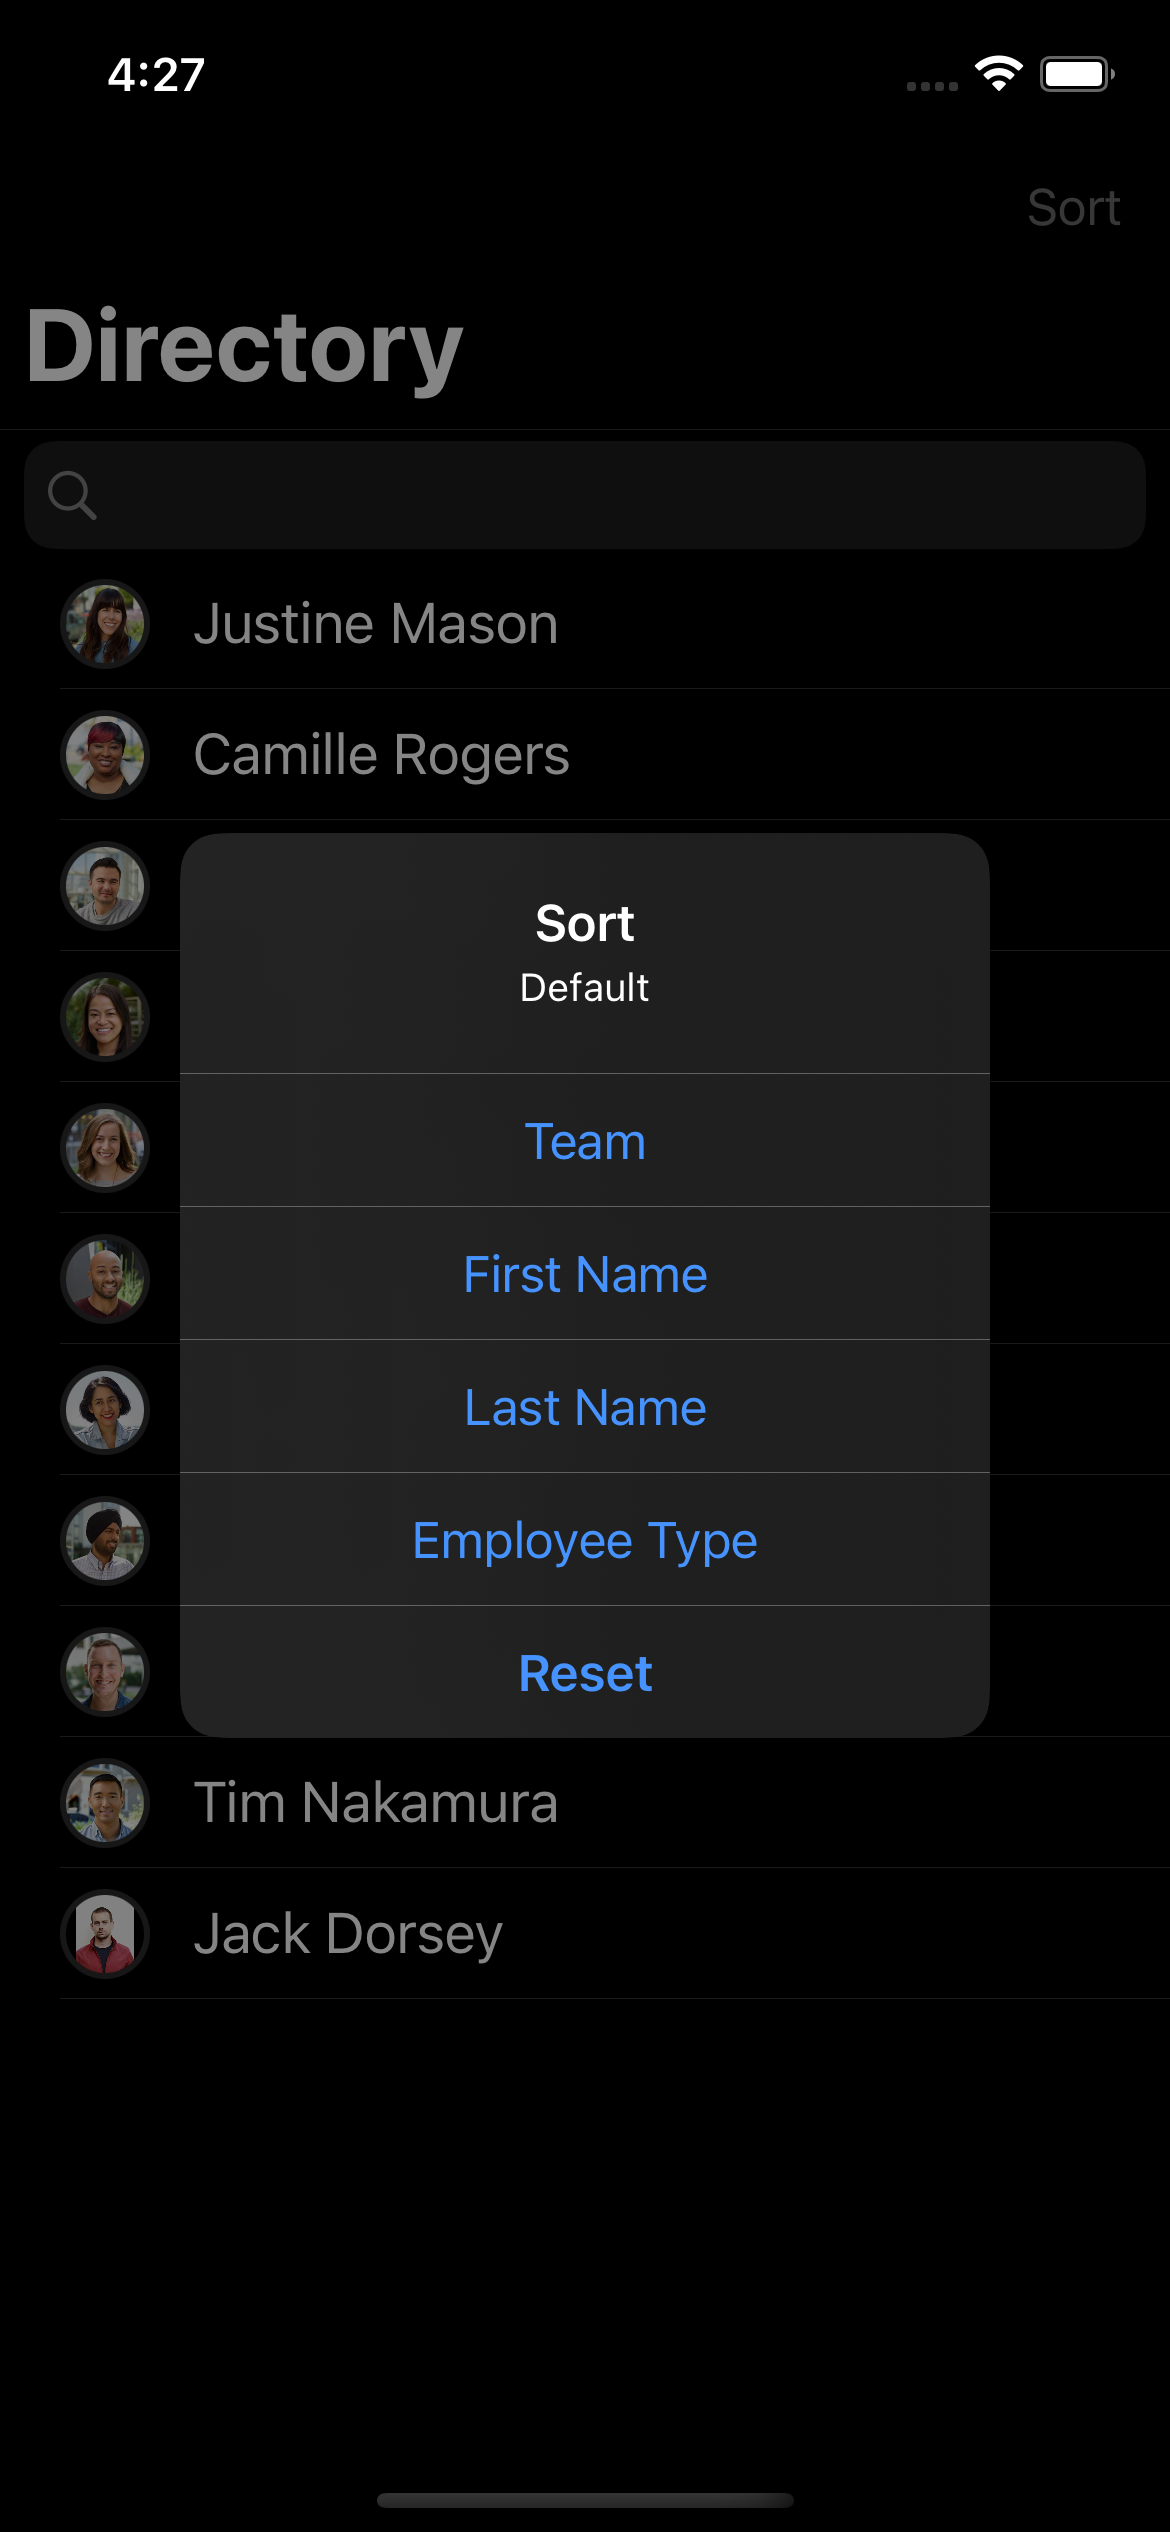 4:27
Sort
Directory
Justine Mason
Camille Rogers
Sort
Default
Team
First Name
Last Name
Employee Type
Reset
Tim Nakamura
Jack Dorsey